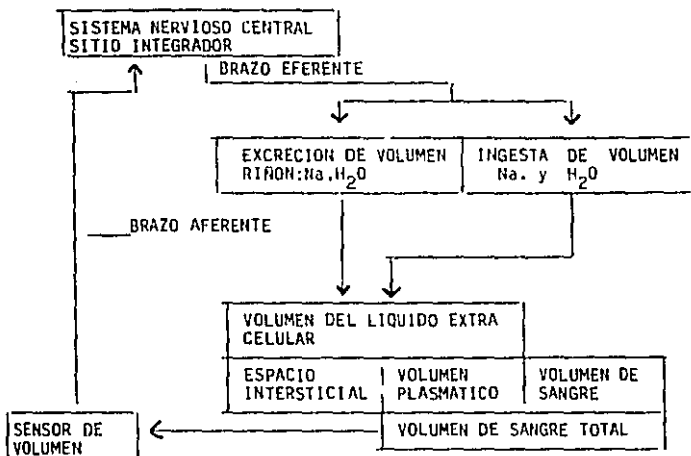 SISTEMA NERVIOSO CENTRAL
SITIO INTEGRADOR
BRAZO EFERENTE
EXCRECION DE VOLUMEN
RIÑON:Na,H2O
INGESTA DE VOLUMEN
Na. y H2O
BRAZO AFERENTE
VOLUMEN DEL LIQUIDO EXTRA
CELULAR
ESPACIO
INTERSTICIAL
VOLUMEN
PLASMATICO
VOLUMEN DE
SANGRE
SENSOR DE
VOLUMEN
VOLUMEN DE SANGRE TOTAL